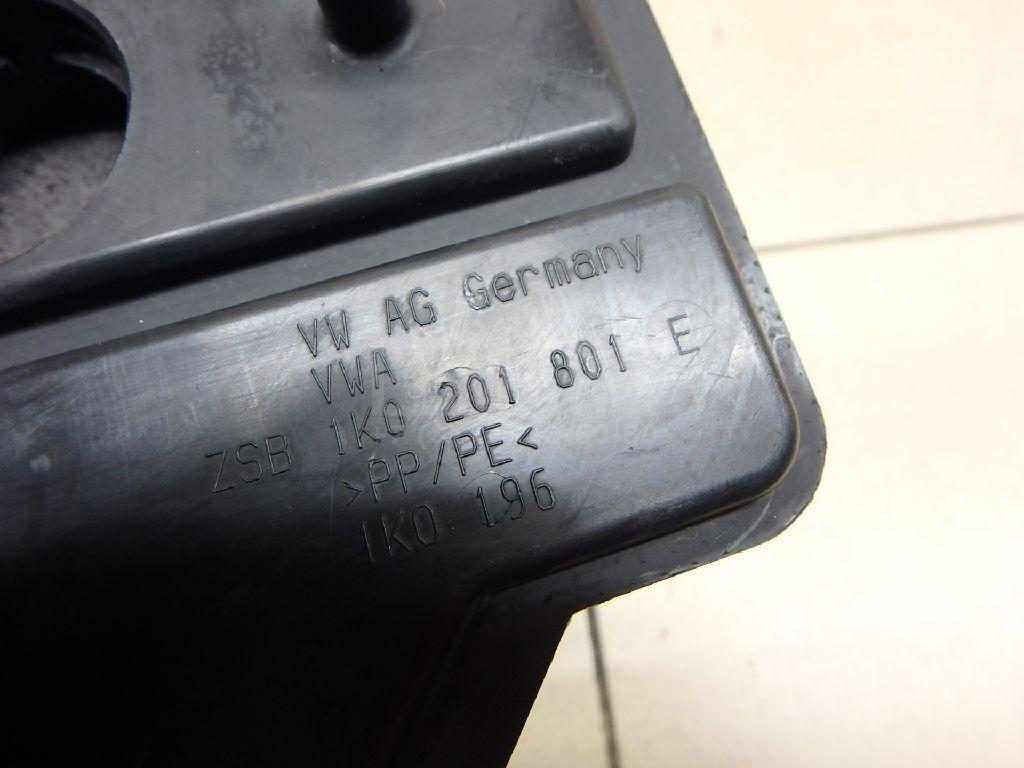 VW AG Germany
VWA
ZSB 1K0 201 801 E
>PP/PE<
1K0 196